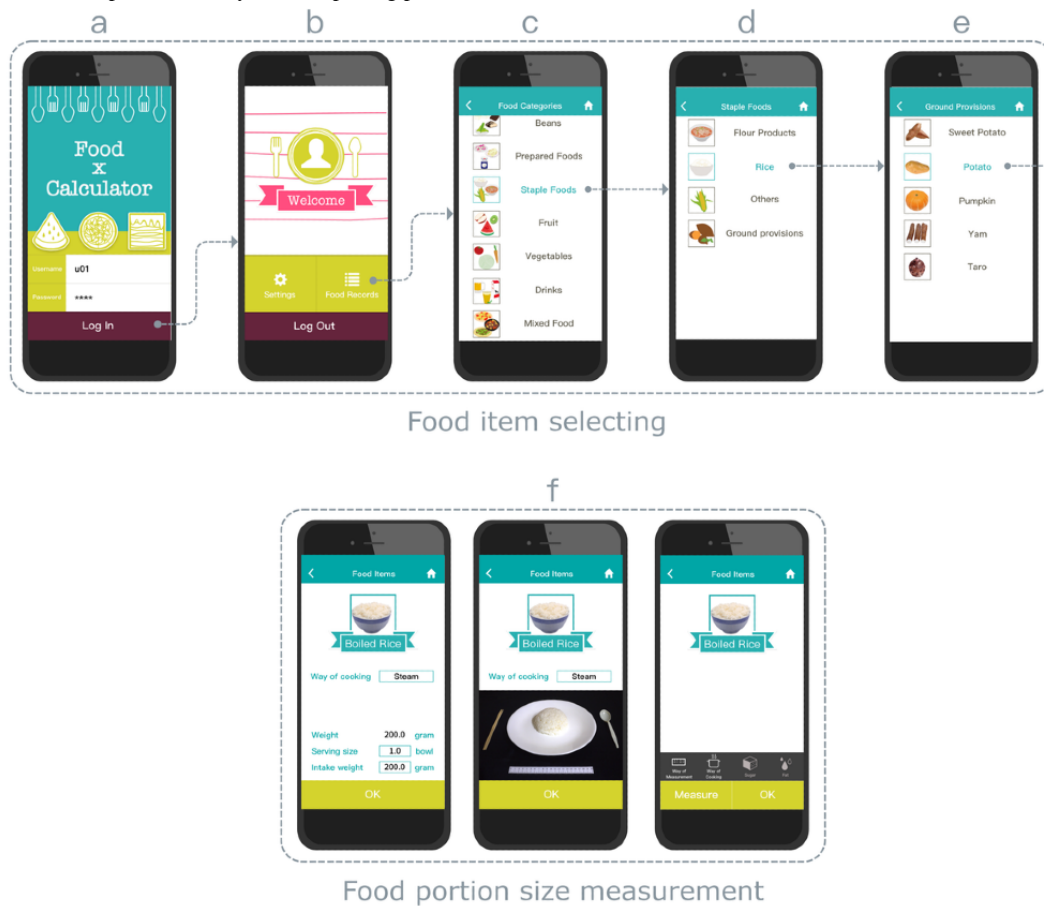 a
b
c
d
e
Food
x
Calculator
Username
u01
Password
****
Log In
Welcome
Settings
Food Records
Log Out
Food Categories
Beans
Prepared Foods
Staple Foods
Fruit
Vegetables
Drinks
Mixed Food
Staple Foods
Flour Products
Rice
Others
Ground provisions
Ground Provisions
Sweet Potato
Potato
Pumpkin
Yam
Taro
Food item selecting
f
Food Items
Boiled Rice
Way of cooking Steam
Weight 200.0 gram
Serving size 1.0 bowl
Intake weight 200.0 gram
OK
Food Items
Boiled Rice
Way of cooking Steam
OK
Food Items
Boiled Rice
Way of
Measurement
Way of
Cooking
Sugar
Fat
Measure OK
Food portion size measurement